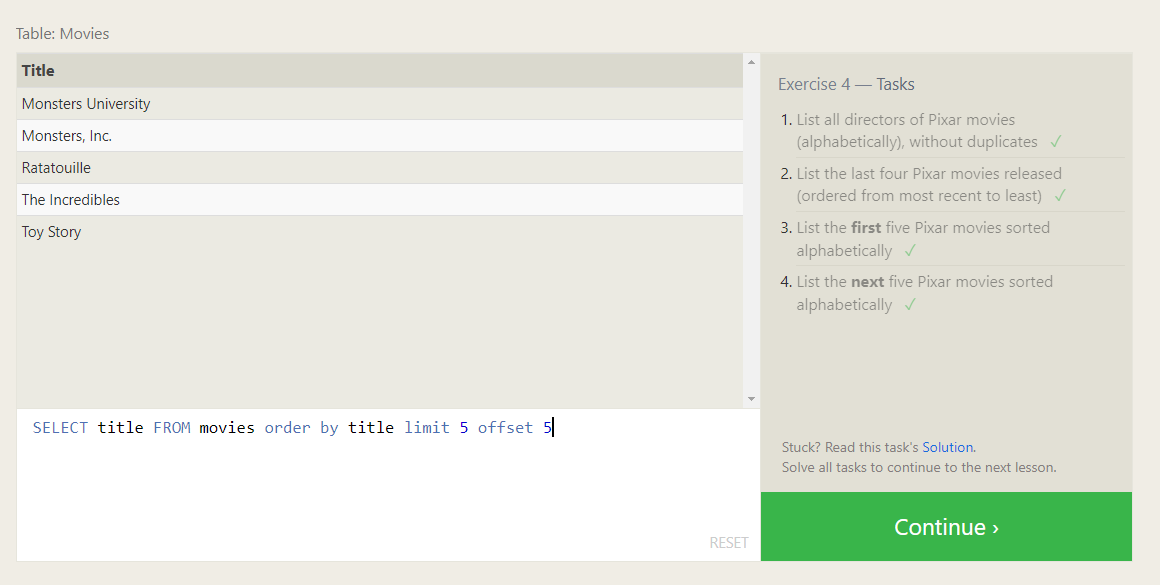 Table: Movies
Title
Monsters University
Monsters, Inc.
Ratatouille
The Incredibles
Toy Story
SELECT title FROM movies order by title limit 5 offset 5
RESET
Exercise 4 — Tasks
1. List all directors of Pixar movies
(alphabetically), without duplicates ✓
2. List the last four Pixar movies released
(ordered from most recent to least) ✓
3. List the first five Pixar movies sorted
alphabetically ✓
4. List the next five Pixar movies sorted
alphabetically ✓
Stuck? Read this task's Solution.
Solve all tasks to continue to the next lesson.
Continue ›